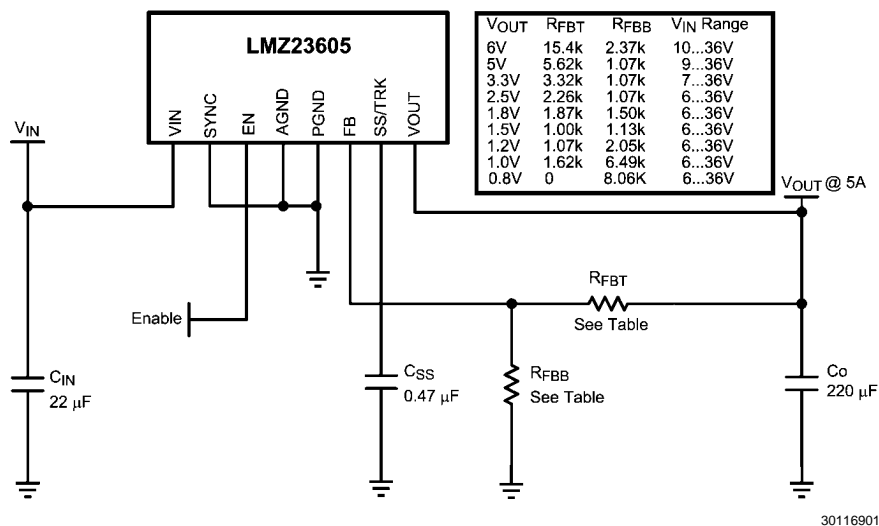 LMZ23605
VIN
SYNC
EN
AGND
PGND
FB
SS/TRK
VOUT
VOUT RFBT RFBB VIN Range
6V 15.4k 2.37k 10...36V
5V 5.62k 1.07k 9...36V
3.3V 3.32k 1.07k 7...36V
2.5V 2.26k 1.07k 6...36V
1.8V 1.87k 1.50k 6...36V
1.5V 1.00k 1.13k 6...36V
1.2V 1.07k 2.05k 6...36V
1.0V 1.62k 6.49k 6...36V
0.8V 0 8.06K 6...36V
VIN
VOUT @ 5A
Enable
RFBT
See Table
CIN
22 μF
CSS
0.47 μF
RFBB
See Table
CO
220 μF
30116901